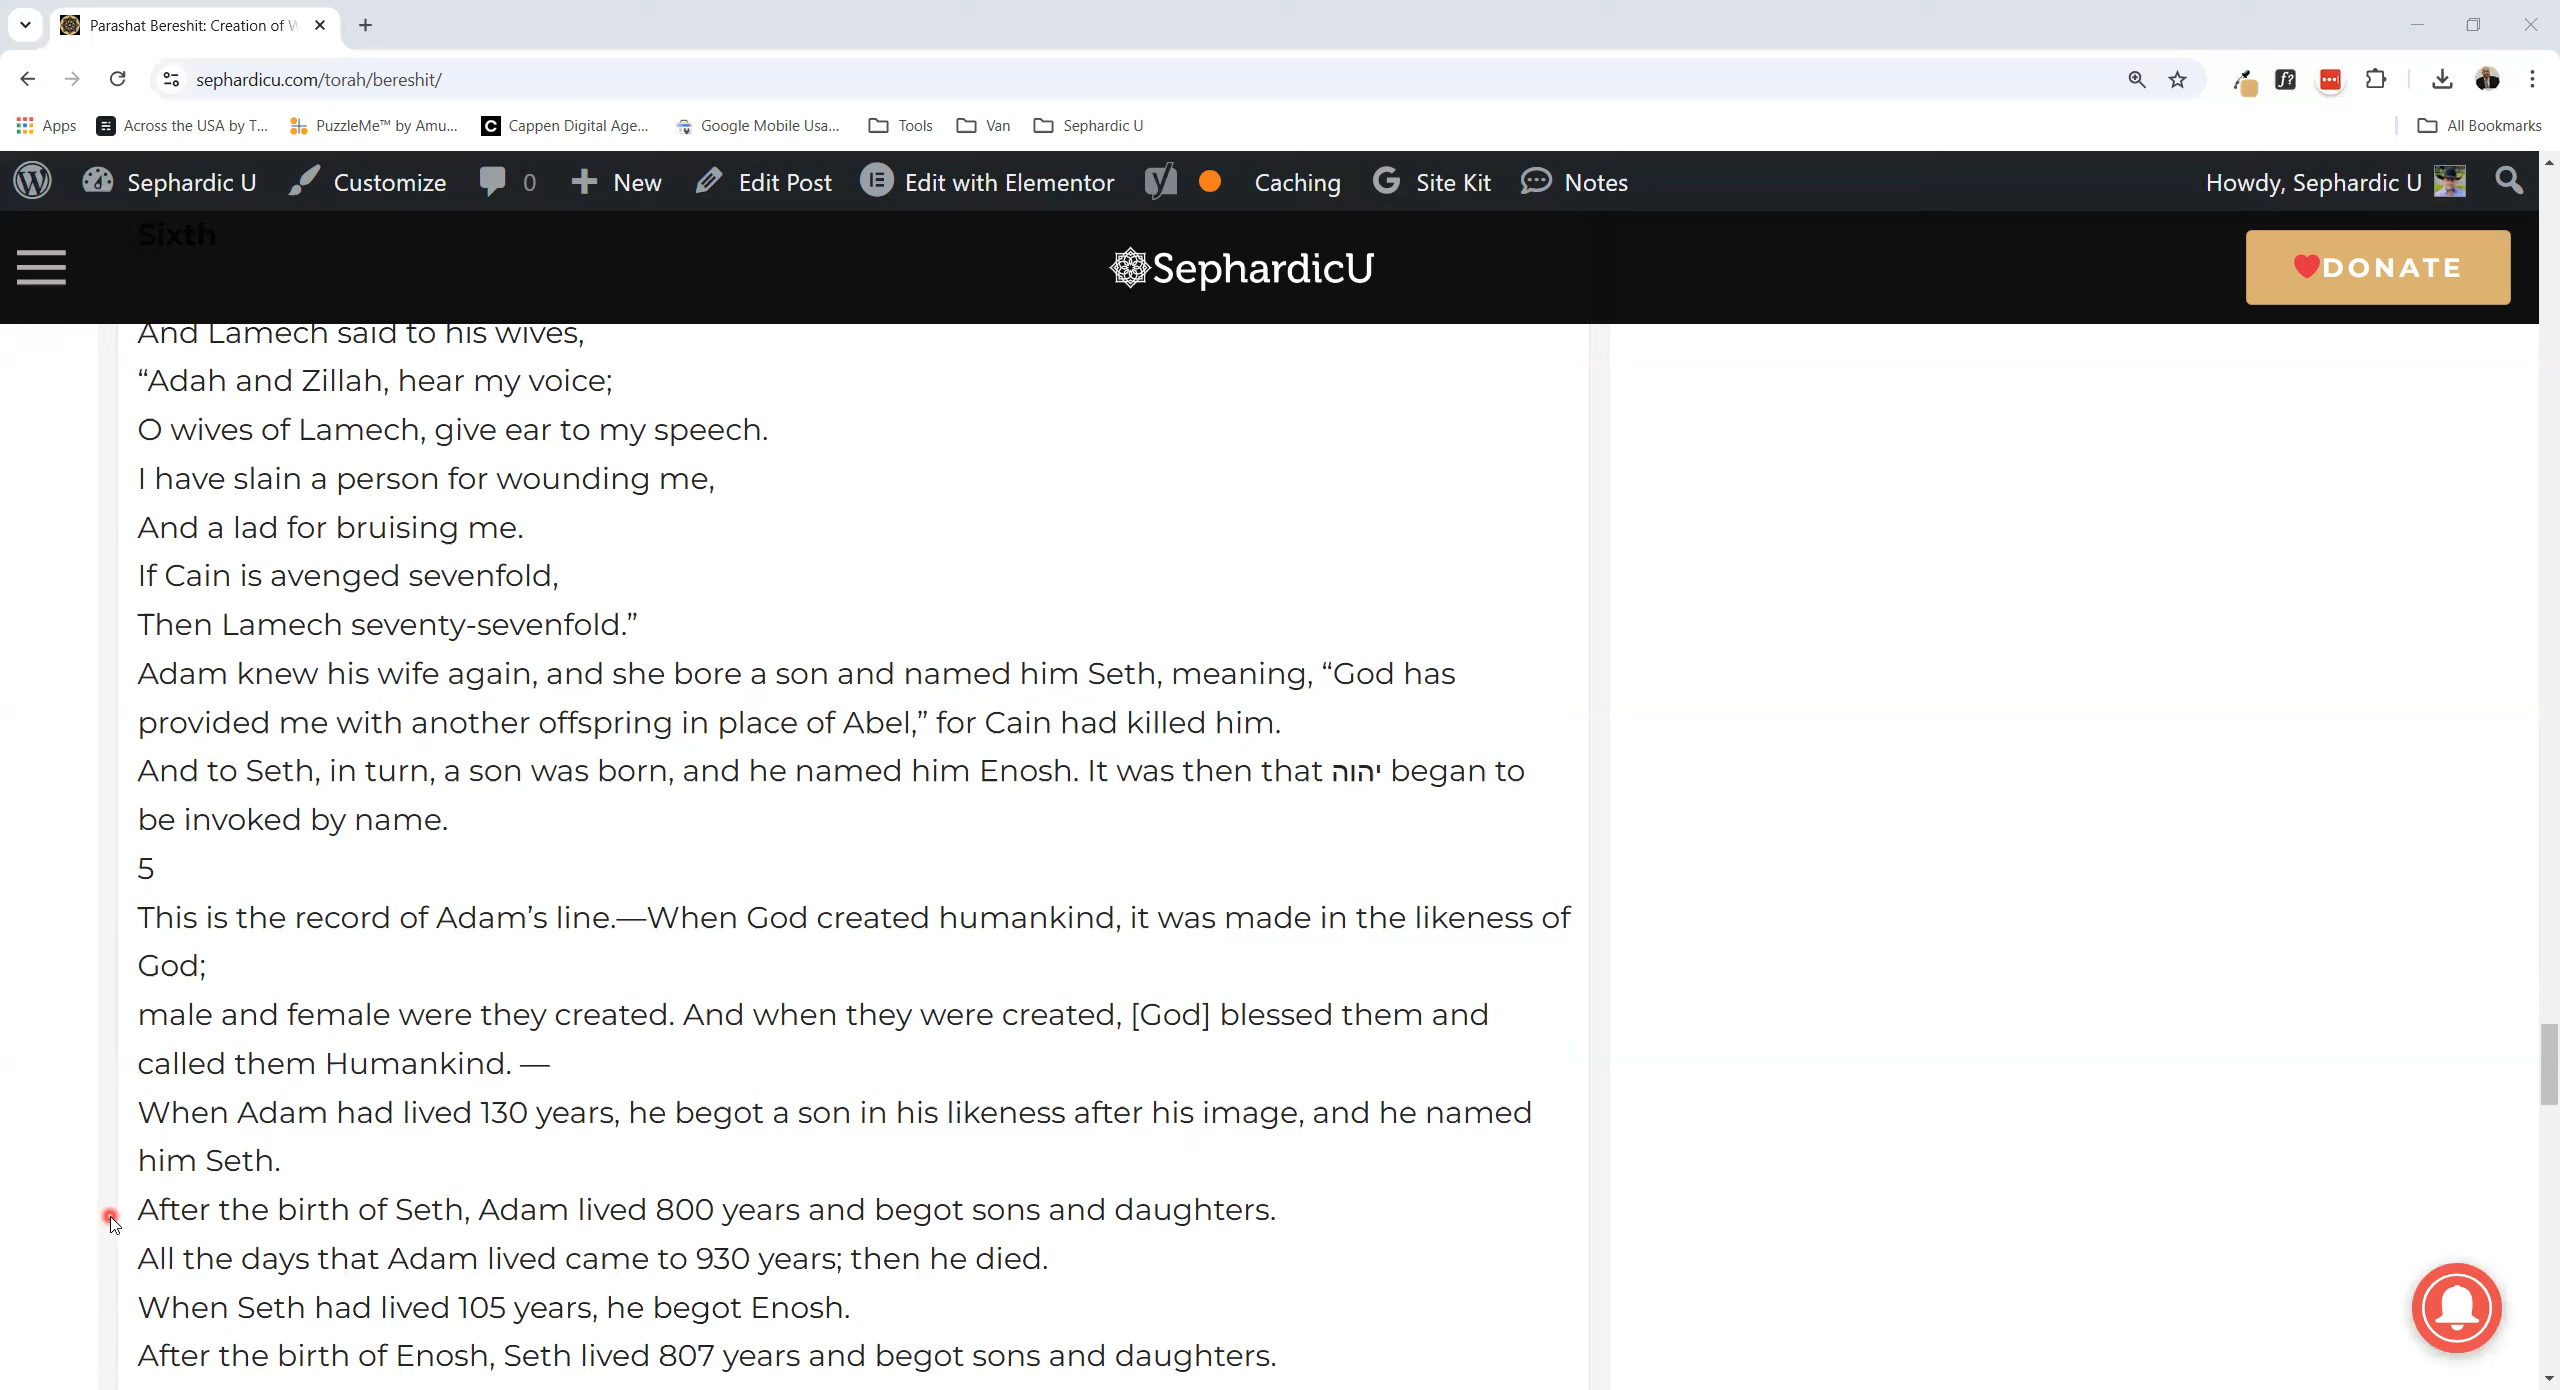 Parashat Bereshit: Creation of W
sephardicu.com/torah/bereshit/
Apps
Across the USA by T...
PuzzleMe™ by Amu...
Cappen Digital Age...
Google Mobile Usa...
Tools
Van
Sephardic U
All Bookmarks
Sephardic U
Customize
0
New
Edit Post
Edit with Elementor
Caching
Site Kit
Notes
Howdy, Sephardic U
Sixth
SephardicU
DONATE
And Lamech said to his wives,
“Adah and Zillah, hear my voice;
O wives of Lamech, give ear to my speech.
I have slain a person for wounding me,
And a lad for bruising me.
If Cain is avenged sevenfold,
Then Lamech seventy-sevenfold.”
Adam knew his wife again, and she bore a son and named him Seth, meaning, “God has
provided me with another offspring in place of Abel,” for Cain had killed him.
And to Seth, in turn, a son was born, and he named him Enosh. It was then that יהוה began to
be invoked by name.
5
This is the record of Adam’s line.—When God created humankind, it was made in the likeness of
God;
male and female were they created. And when they were created, [God] blessed them and
called them Humankind. —
When Adam had lived 130 years, he begot a son in his likeness after his image, and he named
him Seth.
After the birth of Seth, Adam lived 800 years and begot sons and daughters.
All the days that Adam lived came to 930 years; then he died.
When Seth had lived 105 years, he begot Enosh.
After the birth of Enosh, Seth lived 807 years and begot sons and daughters.